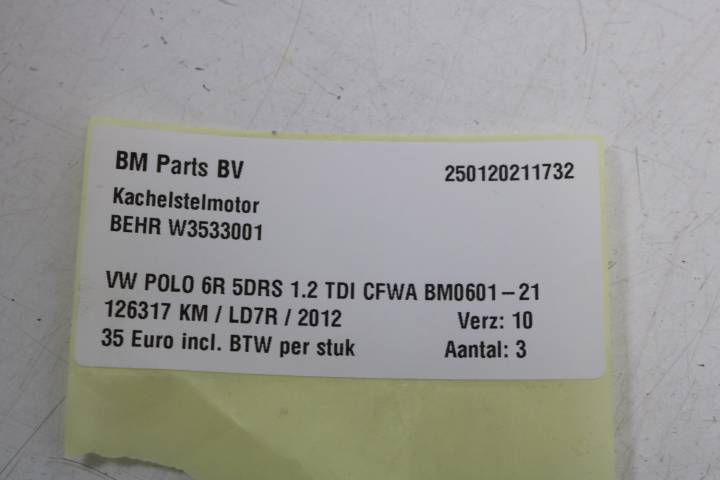 BM Parts BV 250120211732
Kachelstelmotor
BEHR W3533001
VW POLO 6R 5DRS 1.2 TDI CFWA BM0601-21
126317 KM / LD7R / 2012 Verz: 10
35 Euro incl. BTW per stuk Aantal: 3